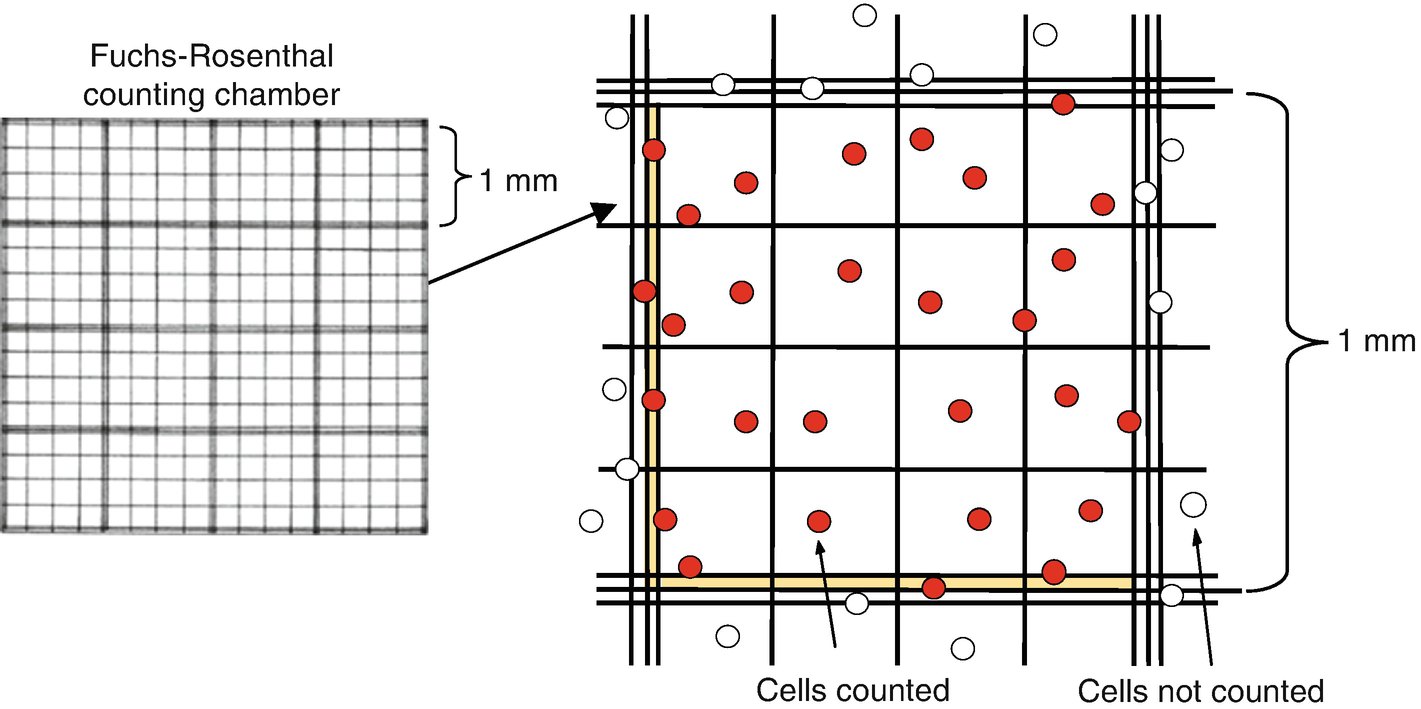 Fuchs-Rosenthal
counting chamber
1 mm
1 mm
Cells counted
Cells not counted